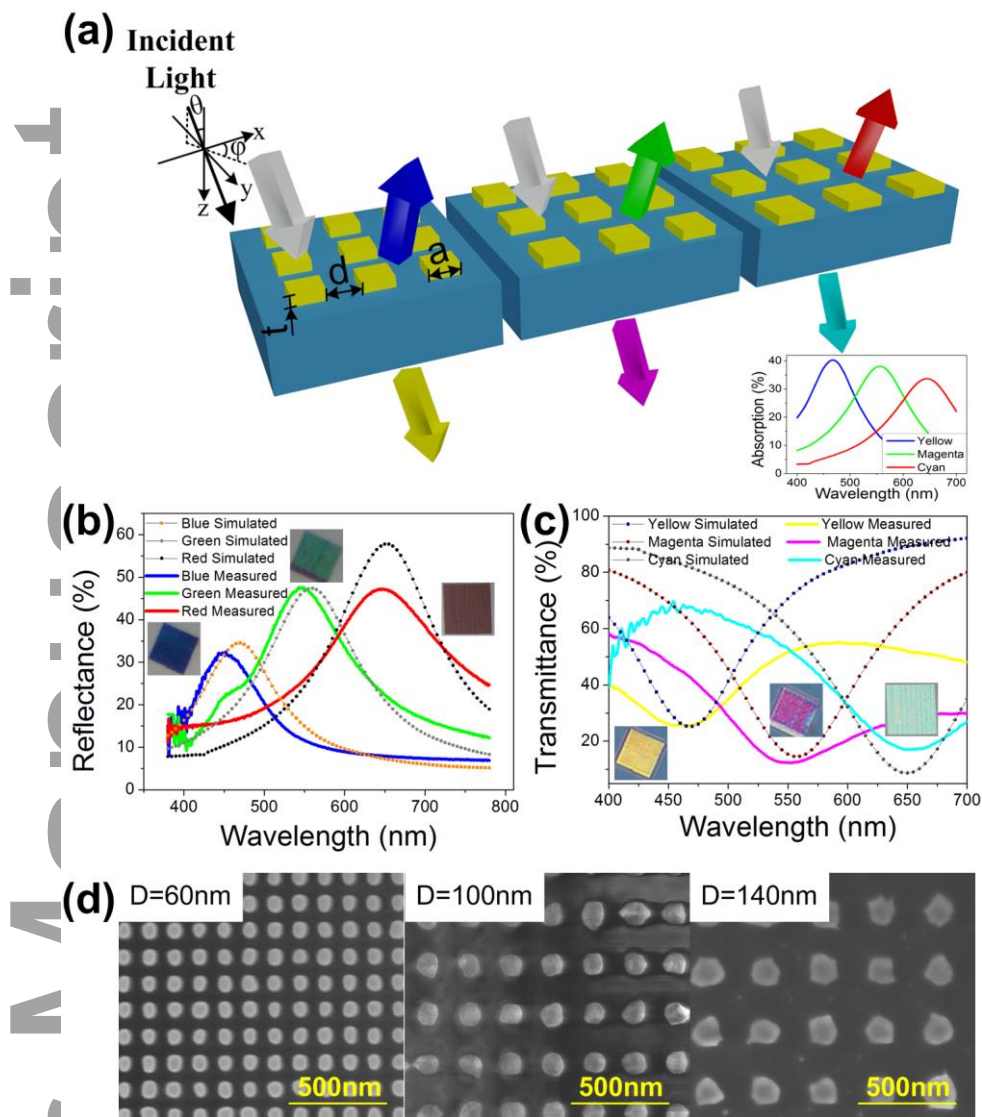 (a)
Incident
Light
θ
x
φ
y
z
d
a
t
Absorption (%)
40
30
20
10
0
Yellow
Magenta
Cyan
400
500
600
700
Wavelength (nm)
(b)
Reflectance (%)
60
50
40
30
20
10
0
Blue Simulated
Green Simulated
Red Simulated
Blue Measured
Green Measured
Red Measured
400
500
600
700
800
Wavelength (nm)
(c)
Transmittance (%)
100
80
60
40
20
0
Yellow Simulated
Yellow Measured
Magenta Simulated
Magenta Measured
Cyan Simulated
Cyan Measured
400
450
500
550
600
650
700
Wavelength (nm)
(d)
D=60nm
D=100nm
D=140nm
500nm
500nm
500nm